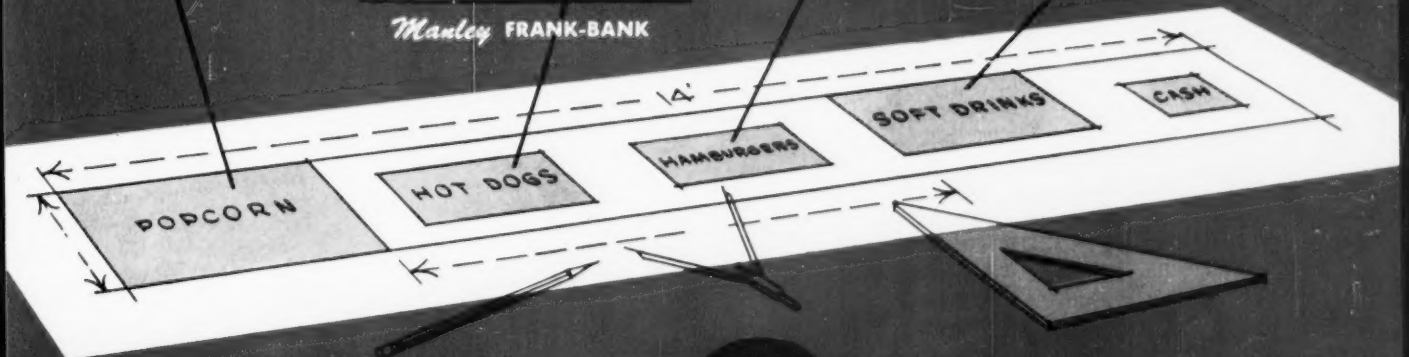 Manley FRANK-BANK
14'
POPCORN
HOT DOGS
HAMBURGERS
SOFT DRINKS
CASH